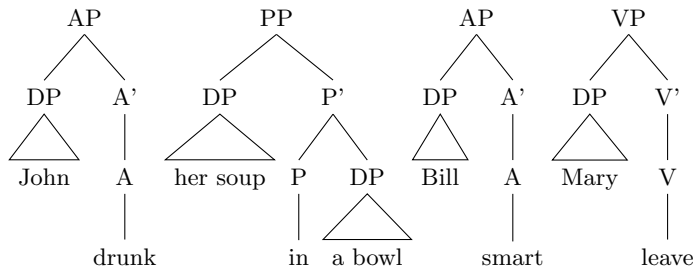 AP PP AP VP
DP A' DP P' DP A' DP V'
John A her soup P DP Bill A Mary V
drunk in a bowl smart leave